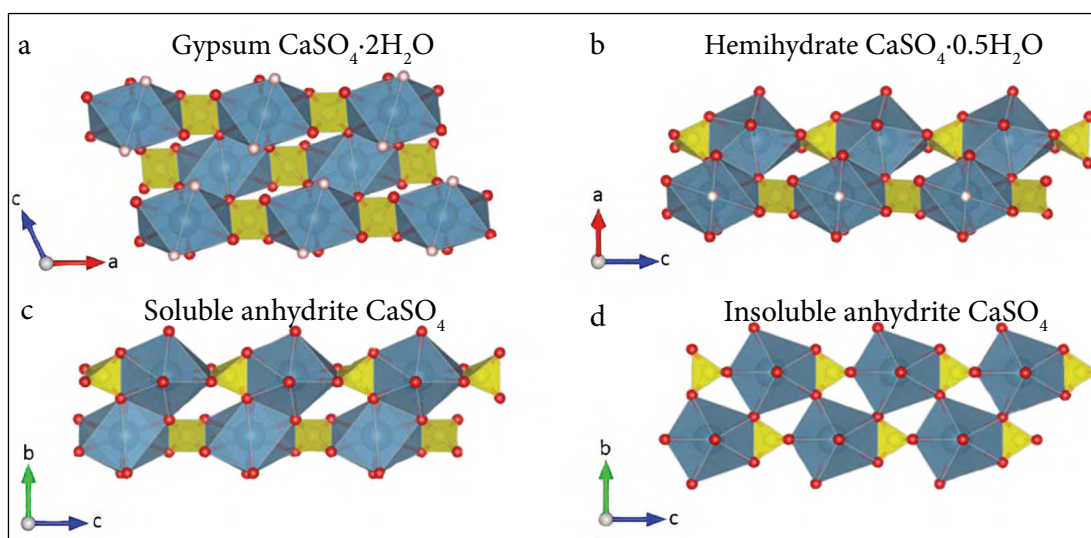 a
Gypsum CaSO₄·2H₂O
c
a
b
Hemihydrate CaSO₄·0.5H₂O
a
c
c
Soluble anhydrite CaSO₄
b
c
d
Insoluble anhydrite CaSO₄
b
c